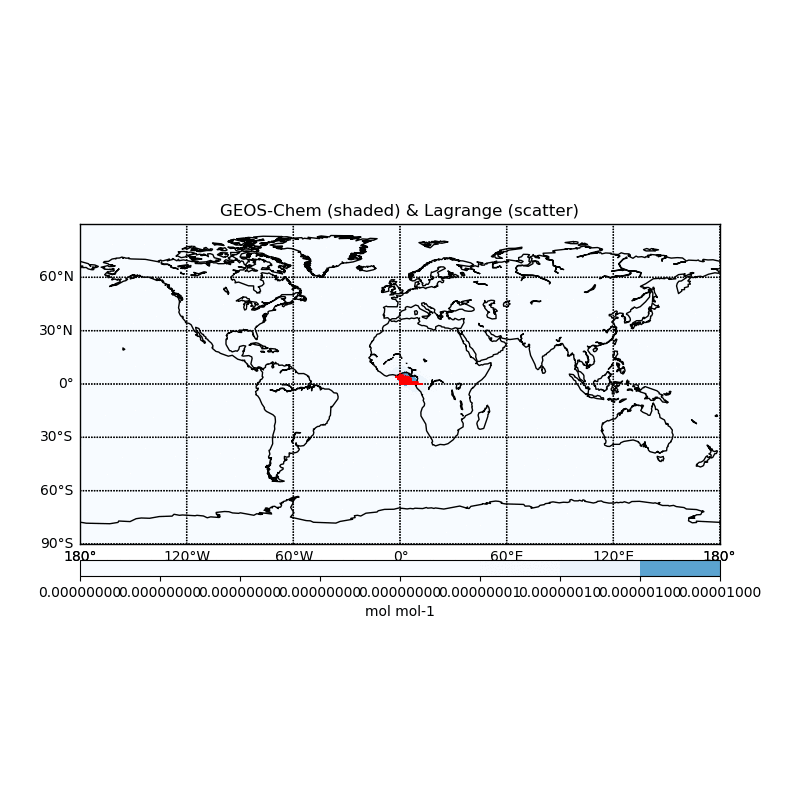 GEOS-Chem (shaded) & Lagrange (scatter)
60°N
30°N
0°
30°S
60°S
90°S
180° 120°W 60°W 0° 60°E 120°E 180°
0.00000000 0.00000000 0.00000000 0.00000000 0.00000000 0.00000001 0.00000010 0.00000100 0.00001000
mol mol-1